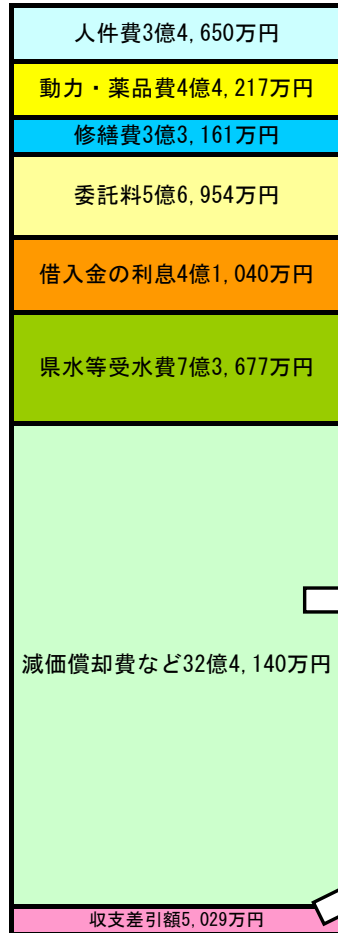 人件費3億4,650万円
動力・薬品費4億4,217万円
修繕費3億3,161万円
委託料5億6,954万円
借入金の利息4億1,040万円
県水等受水費7億3,677万円
減価償却費など32億4,140万円
収支差引額5,029万円